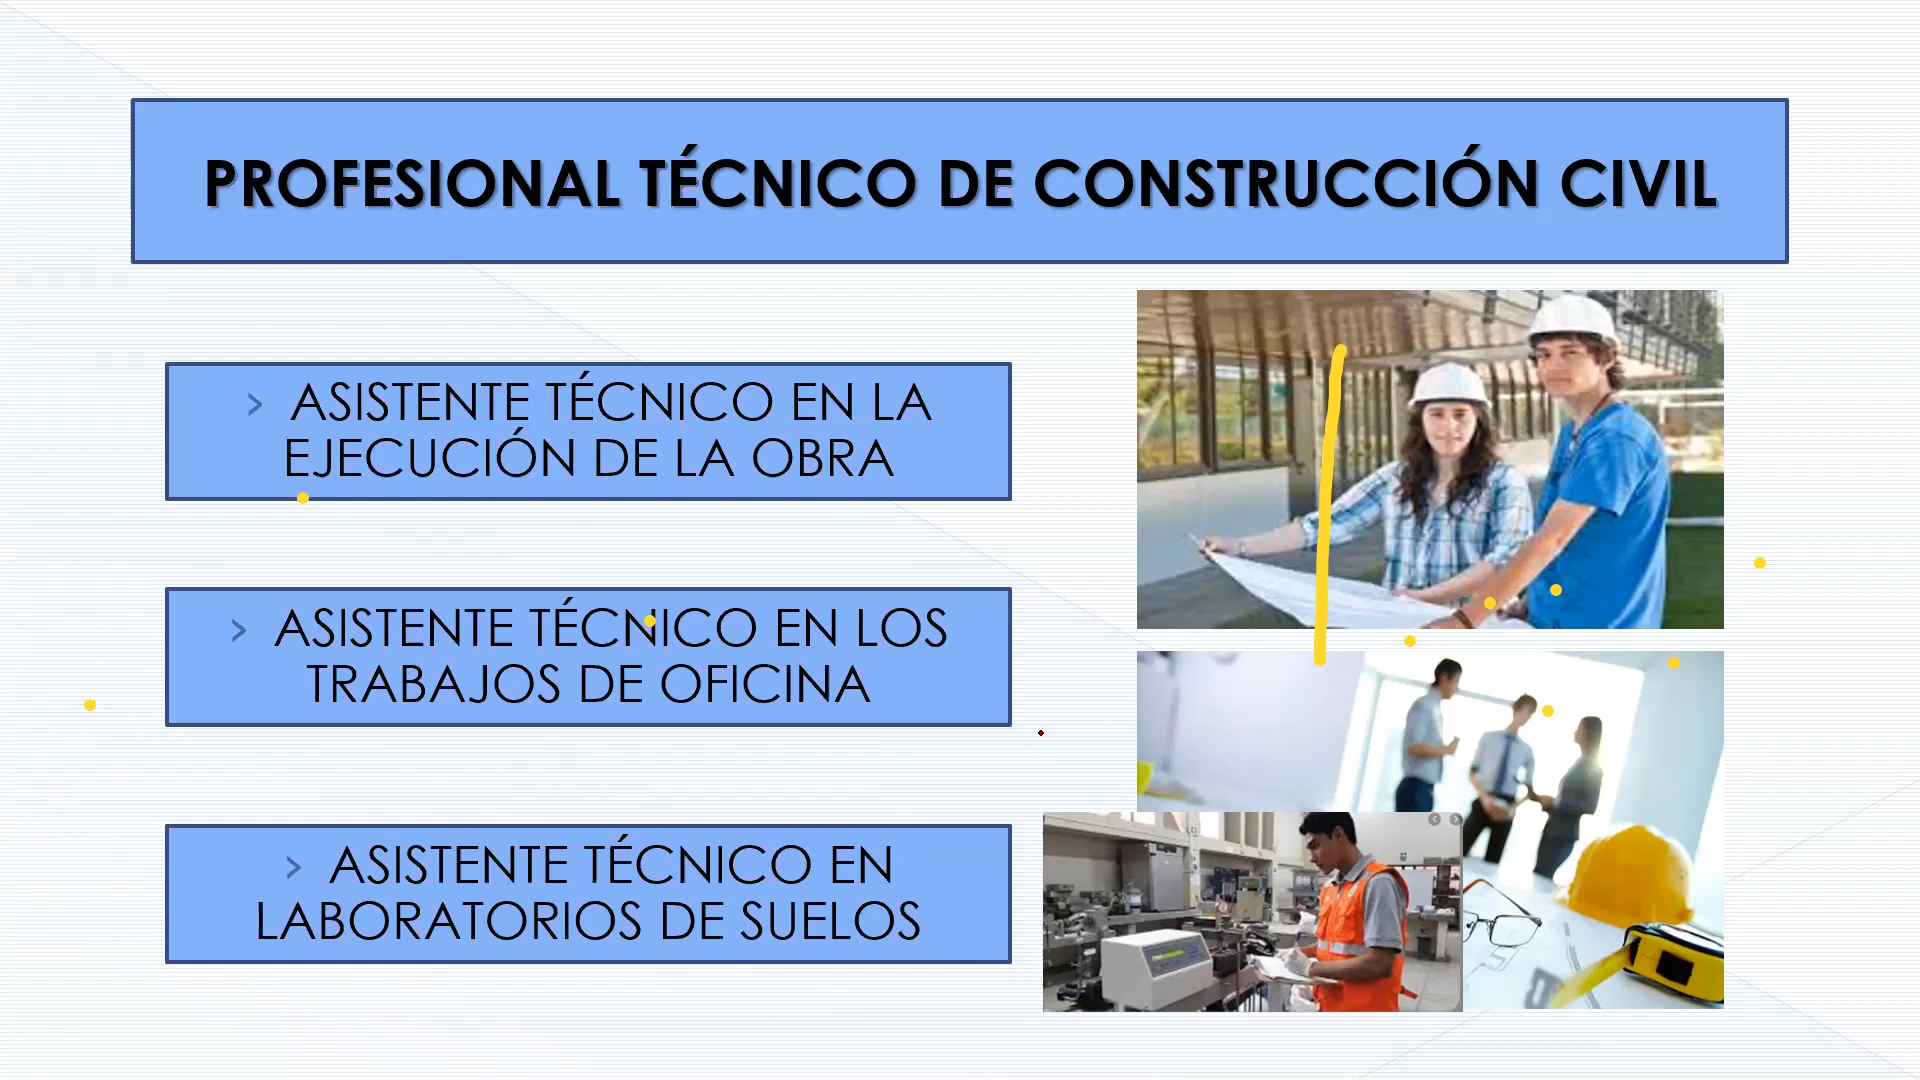 PROFESIONAL TÉCNICO DE CONSTRUCCIÓN CIVIL
› ASISTENTE TÉCNICO EN LA
EJECUCIÓN DE LA OBRA
› ASISTENTE TÉCNICO EN LOS
TRABAJOS DE OFICINA
› ASISTENTE TÉCNICO EN
LABORATORIOS DE SUELOS